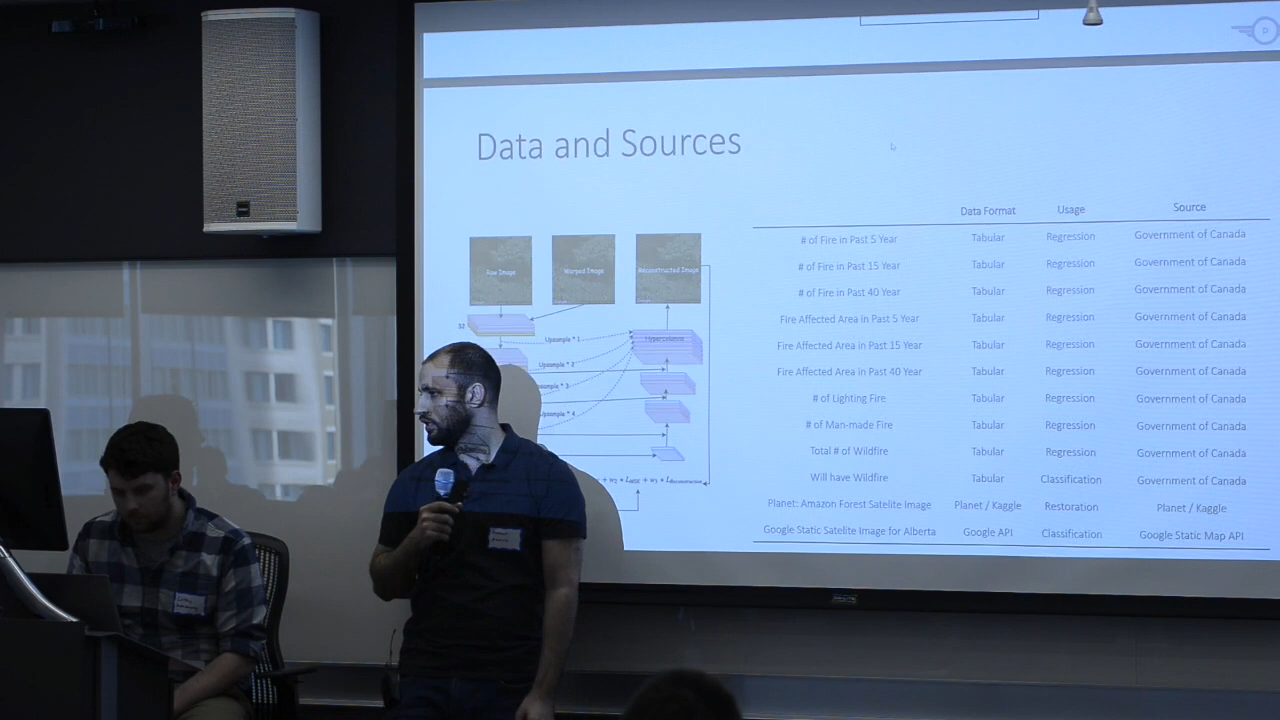 Data and Sources
Data Format Usage Source
# of Fire in Past 5 Year Tabular Regression Government of Canada
# of Fire in Past 15 Year Tabular Regression Government of Canada
# of Fire in Past 40 Year Tabular Regression Government of Canada
Fire Affected Area in Past 5 Year Tabular Regression Government of Canada
Fire Affected Area in Past 15 Year Tabular Regression Government of Canada
Fire Affected Area in Past 40 Year Tabular Regression Government of Canada
# of Lighting Fire Tabular Regression Government of Canada
# of Man-made Fire Tabular Regression Government of Canada
Total # of Wildfire Tabular Regression Government of Canada
Will have Wildfire Tabular Classification Government of Canada
Planet: Amazon Forest Satelite Image Planet / Kaggle Restoration Planet / Kaggle
Google Static Satelite Image for Alberta Google API Classification Google Static Map API
Raw Image Warped Image Reconstructed Image
32
Upsample * 1
Hypercolumn
Upsample * 2
Upsample * 3
Upsample * 4